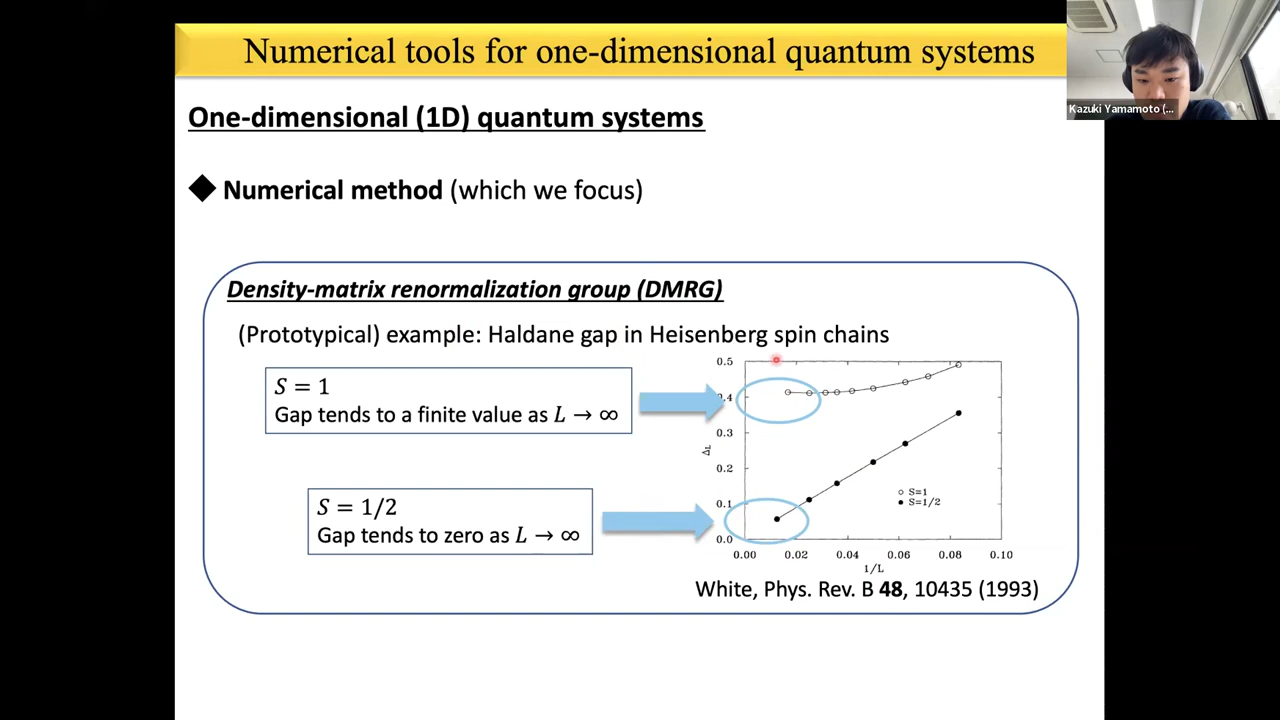 Numerical tools for one-dimensional quantum systems
Kazuki Yamamoto (...
One-dimensional (1D) quantum systems
◆ Numerical method (which we focus)
Density-matrix renormalization group (DMRG)
(Prototypical) example: Haldane gap in Heisenberg spin chains
S = 1
Gap tends to a finite value as L → ∞
S = 1/2
Gap tends to zero as L → ∞
0.5
0.4
0.3
0.2
0.1
0.0
Δ_L
○ S=1
● S=1/2
0.00 0.02 0.04 0.06 0.08 0.10
1/L
White, Phys. Rev. B 48, 10435 (1993)